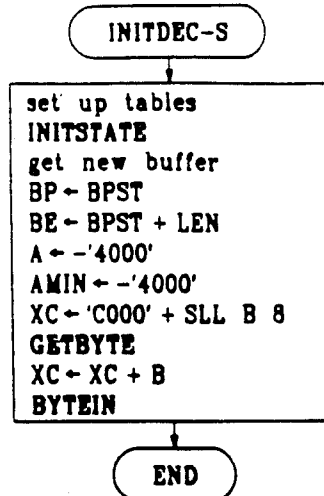 INITDEC-S
set up tables
INITSTATE
get new buffer
BP ← BPST
BE ← BPST + LEN
A ← -'4000'
AMIN ← -'4000'
XC ← 'C000' + SLL B 8
GETBYTE
XC ← XC + B
BYTEIN
END